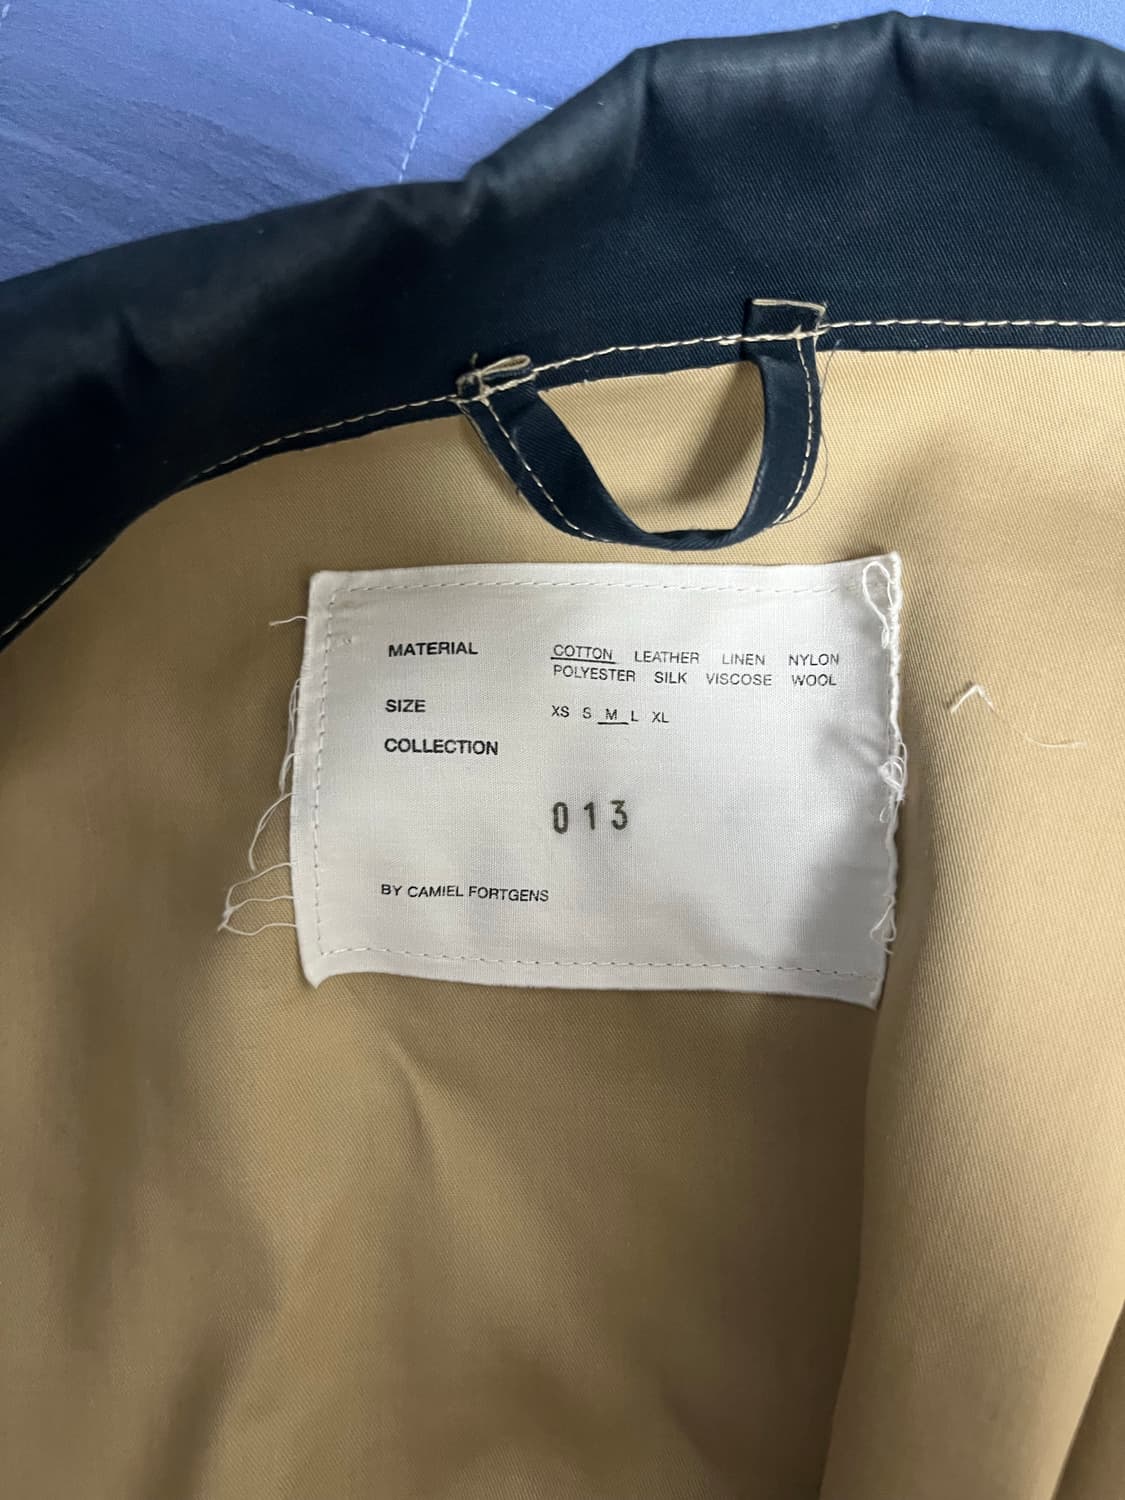 MATERIAL COTTON LEATHER LINEN NYLON
POLYESTER SILK VISCOSE WOOL
SIZE XS S M L XL
COLLECTION
013
BY CAMIEL FORTGENS